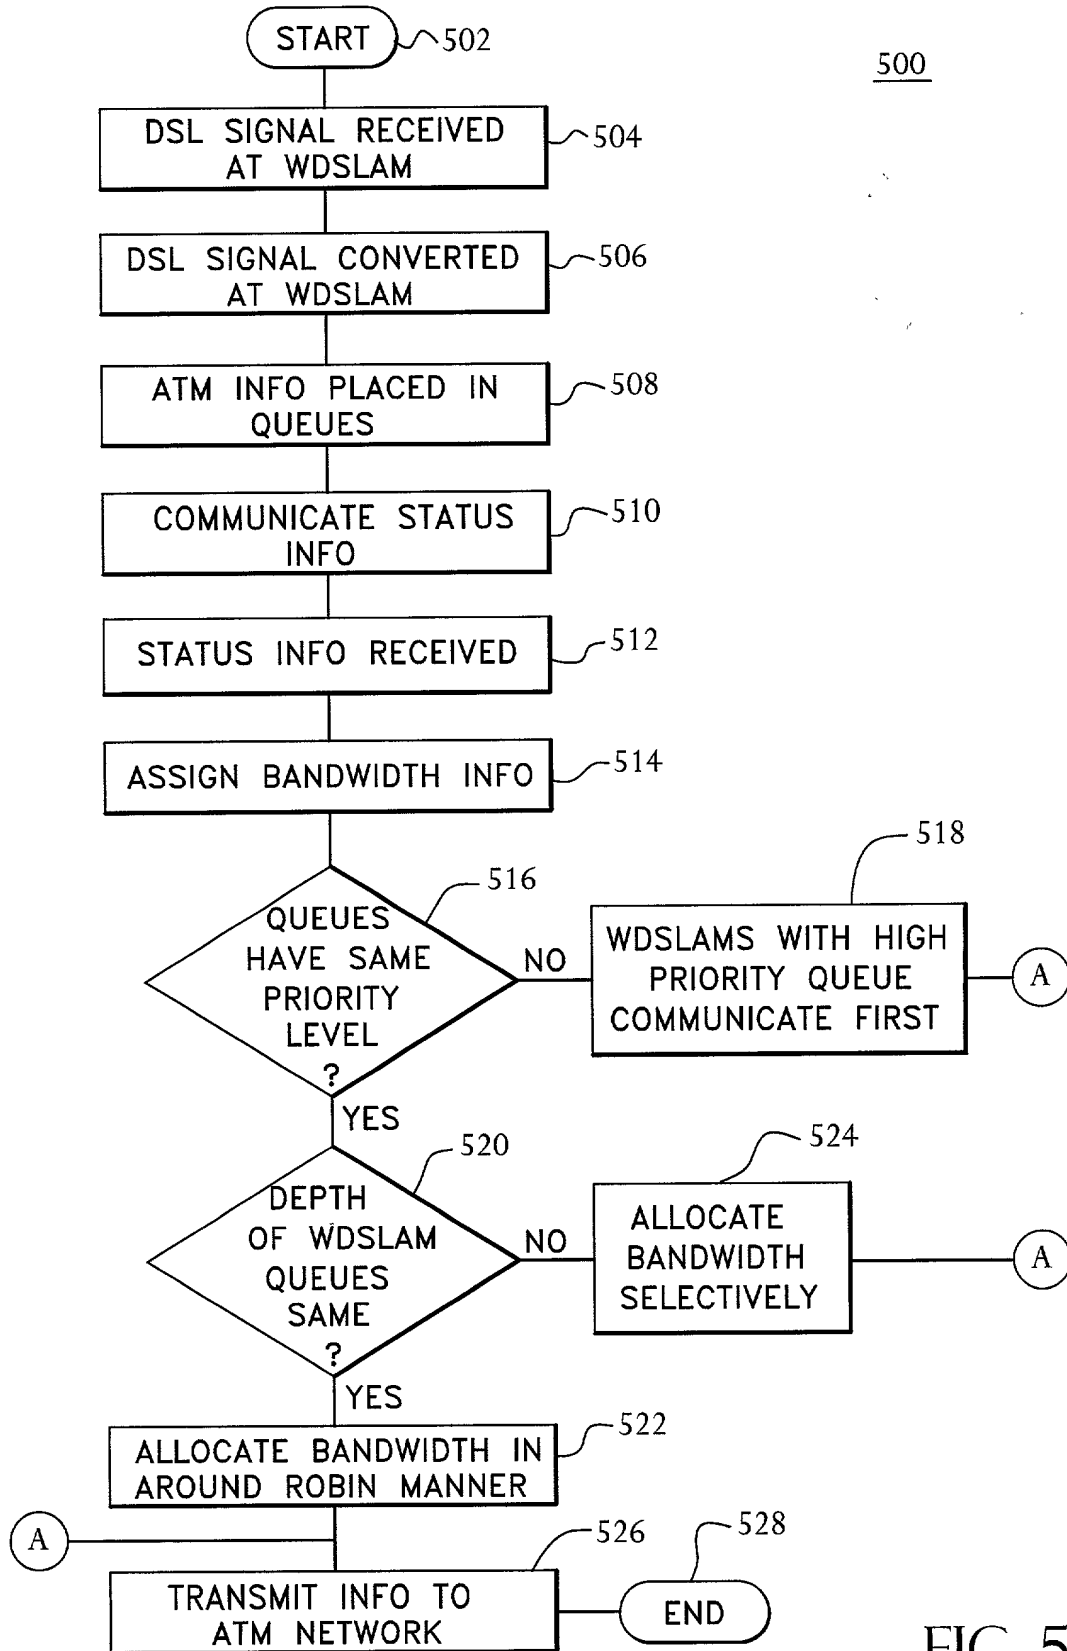 START
502
500
DSL SIGNAL RECEIVED
AT WDSLAM
504
DSL SIGNAL CONVERTED
AT WDSLAM
506
ATM INFO PLACED IN
QUEUES
508
COMMUNICATE STATUS
INFO
510
STATUS INFO RECEIVED
512
ASSIGN BANDWIDTH INFO
514
QUEUES
HAVE SAME
PRIORITY
LEVEL
?
516
NO
YES
WDSLAMS WITH HIGH
PRIORITY QUEUE
COMMUNICATE FIRST
518
A
DEPTH
OF WDSLAM
QUEUES
SAME
?
520
NO
YES
ALLOCATE
BANDWIDTH
SELECTIVELY
524
A
ALLOCATE BANDWIDTH IN
AROUND ROBIN MANNER
522
A
TRANSMIT INFO TO
ATM NETWORK
526
END
528
FIG. 5